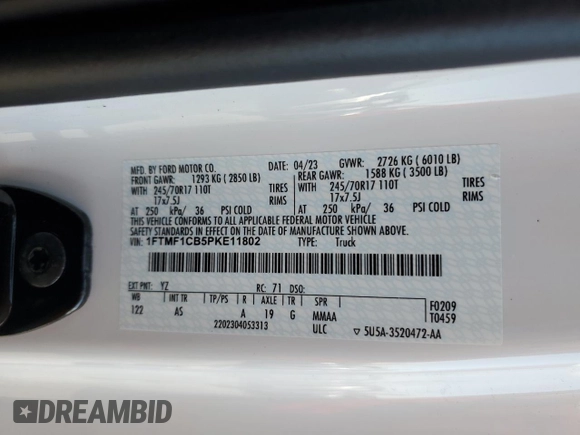 MFD. BY FORD MOTOR CO. DATE: 04/23 GVWR: 2726 KG ( 6010 LB)
FRONT GAWR: 1293 KG ( 2850 LB) REAR GAWR: 1588 KG ( 3500 LB)
WITH 245/70R17 110T TIRES WITH 245/70R17 110T TIRES
17x7.5J RIMS 17x7.5J RIMS
AT 250 kPa/ 36 PSI COLD AT 250 kPa/ 36 PSI COLD
THIS VEHICLE CONFORMS TO ALL APPLICABLE FEDERAL MOTOR VEHICLE
SAFETY STANDARDS IN EFFECT ON THE DATE OF MANUFACTURE SHOWN ABOVE.
VIN: 1FTMF1CB5PKE11802 TYPE: Truck
EXT PNT: YZ RC: 71 DSO:
WB INT TR TP/PS R AXLE TR SPR F0209
122 AS A 19 G MMAA T0459
2202304053313 ULC ▽ 5U5A-3520472-AA
DREAMBID